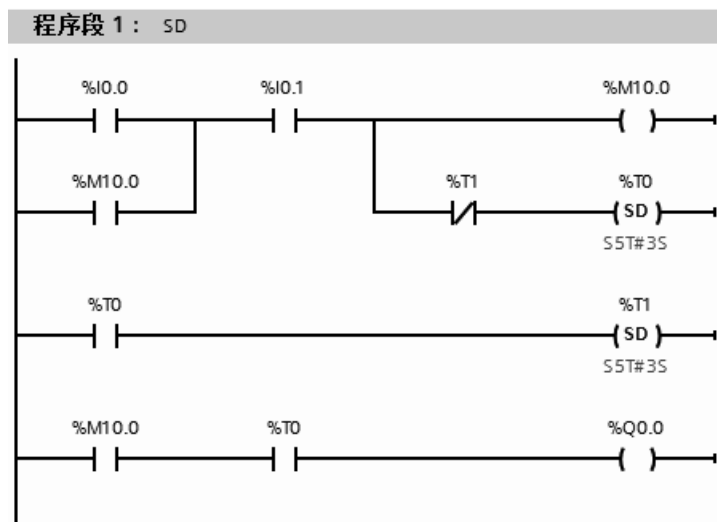 程序段 1： SD
%I0.0 %I0.1 %M10.0
%M10.0 %T1 %T0
SD
S5T#3S
%T0 %T1
SD
S5T#3S
%M10.0 %T0 %Q0.0